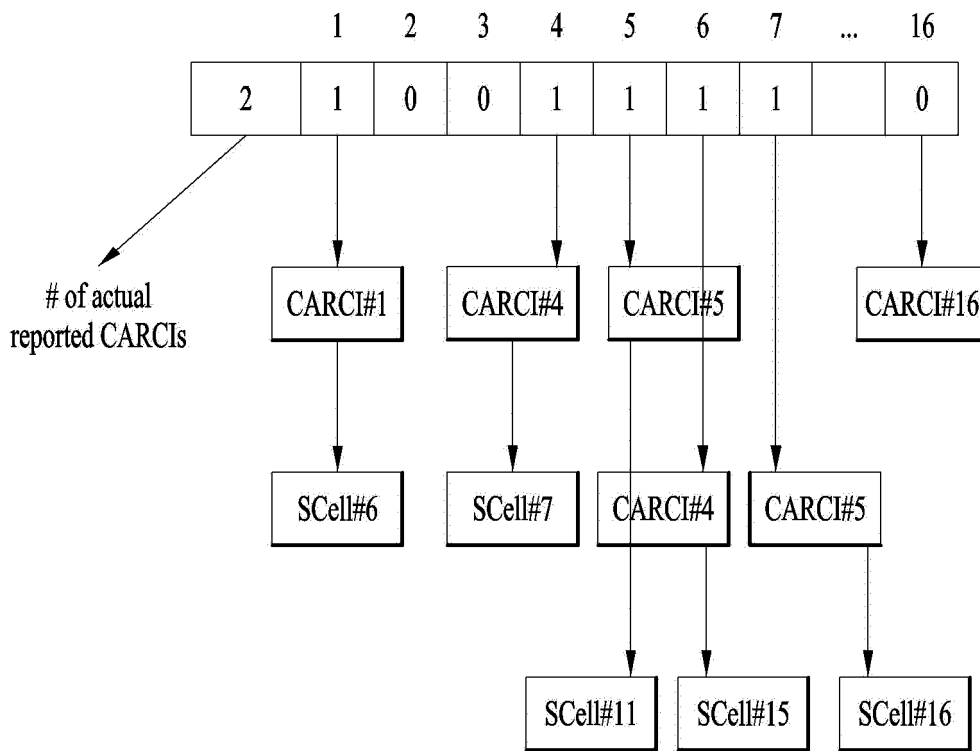 1 2 3 4 5 6 7 ... 16
2 1 0 0 1 1 1 1 0
# of actual
reported CARCIs
CARCI#1 CARCI#4 CARCI#5 CARCI#16
SCell#6 SCell#7 CARCI#4 CARCI#5
SCell#11 SCell#15 SCell#16